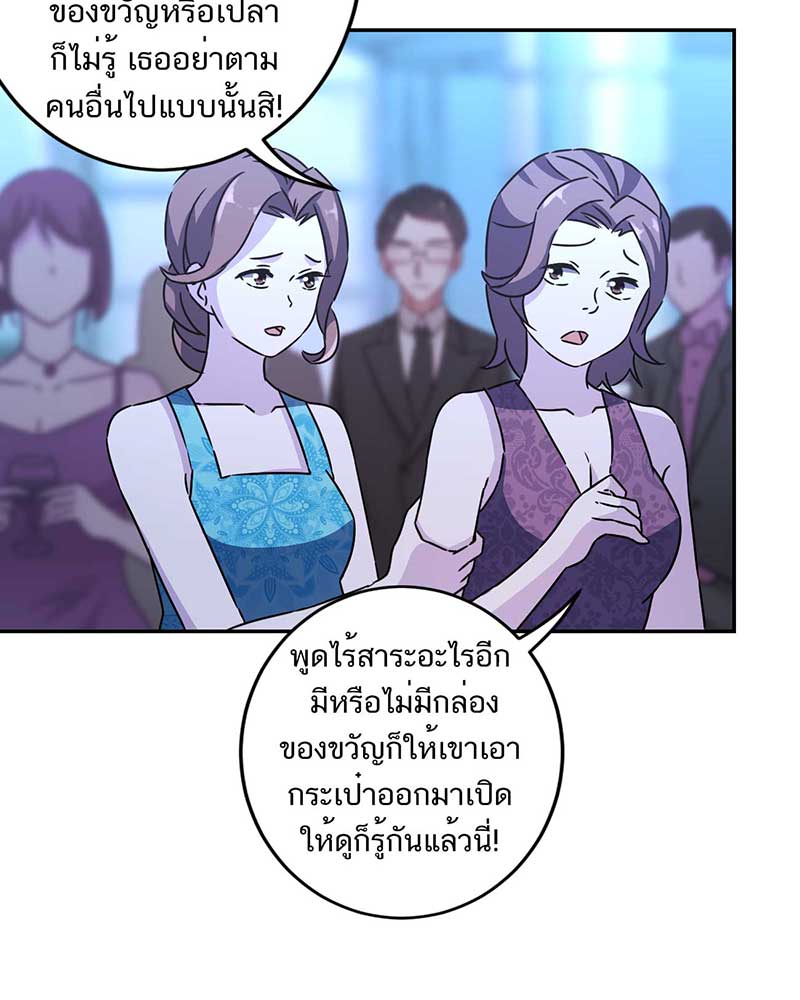 ของขวัญหรือเปล่า
ก็ไม่รู้ เธออย่าตาม
คนอื่นไปแบบนั้นสิ!
พูดไร้สาระอะไรอีก
มีหรือไม่มีกล่อง
ของขวัญก็ให้เขาเอา
กระเป๋าออกมาเปิด
ให้ดูก็รู้กันแล้วนี่!